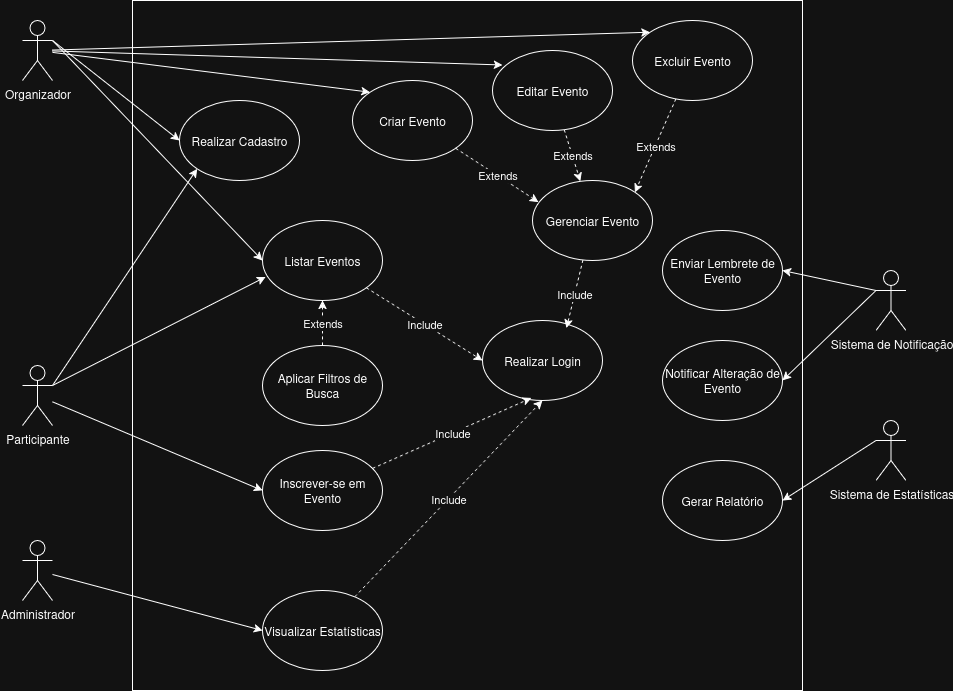 Organizador
Excluir Evento
Editar Evento
Criar Evento
Realizar Cadastro
Extends
Extends
Extends
Gerenciar Evento
Listar Eventos
Enviar Lembrete de
Evento
Include
Extends
Include
Sistema de Notificação
Realizar Login
Aplicar Filtros de
Busca
Notificar Alteração de
Evento
Participante
Include
Inscrever-se em
Evento
Include
Gerar Relatório
Sistema de Estatísticas
Administrador
Visualizar Estatísticas